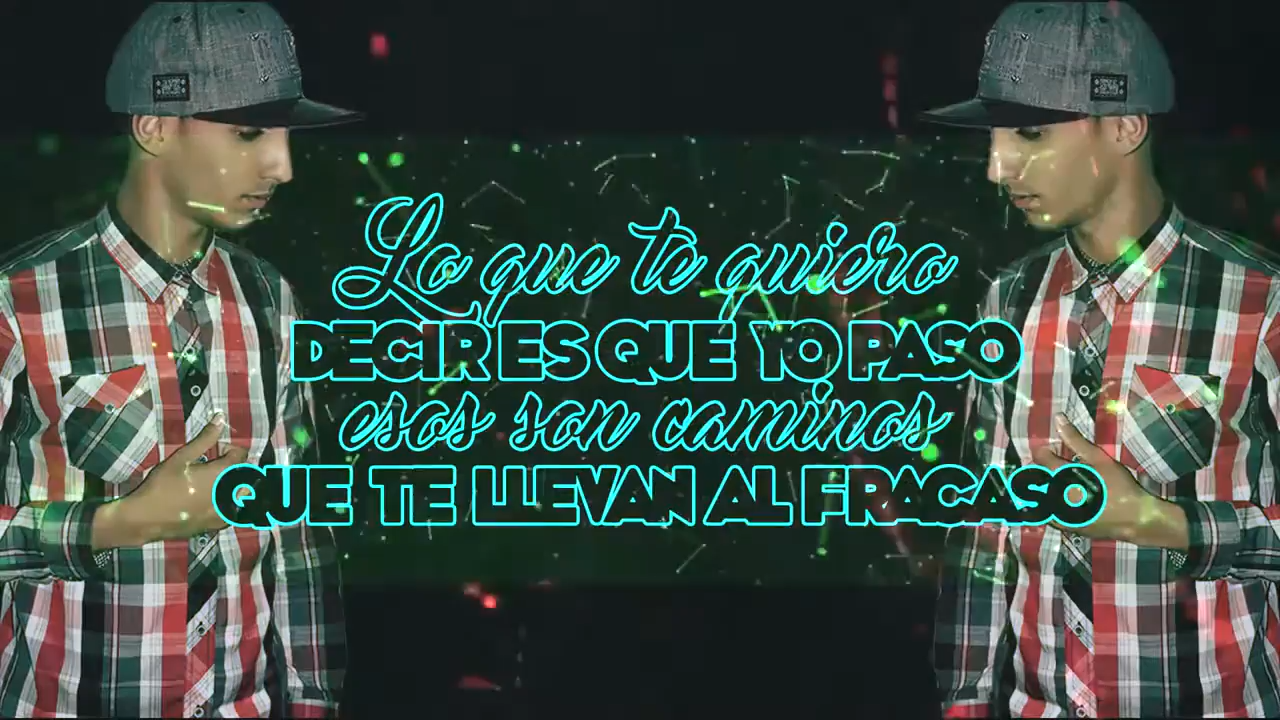 Lo que te quiero
DECIR ES QUE YO PASO
esos son caminos
QUE TE LLEVAN AL FRACASO